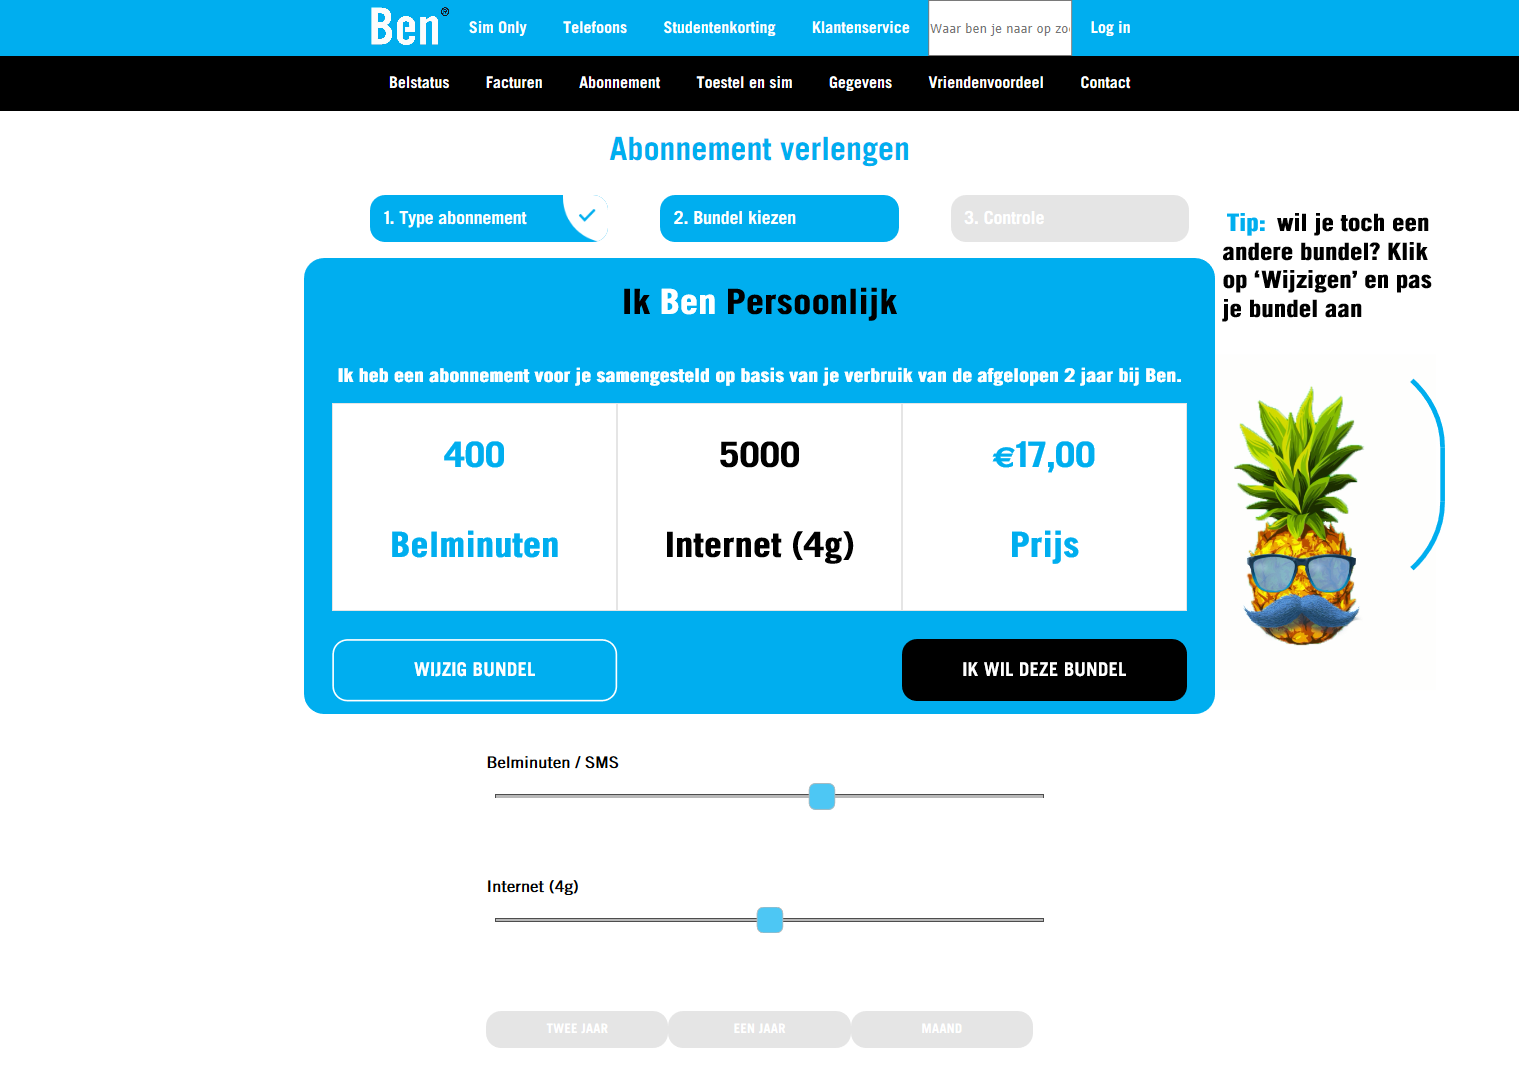 Ben®
Sim Only Telefoons Studentenkorting Klantenservice Waar ben je naar op zo Log in
Belstatus Facturen Abonnement Toestel en sim Gegevens Vriendenvoordeel Contact
Abonnement verlengen
1. Type abonnement 2. Bundel kiezen 3. Controle
Tip: wil je toch een
andere bundel? Klik
op ‘Wijzigen’ en pas
je bundel aan
Ik Ben Persoonlijk
Ik heb een abonnement voor je samengesteld op basis van je verbruik van de afgelopen 2 jaar bij Ben.
400 5000 €17,00
Belminuten Internet (4g) Prijs
WIJZIG BUNDEL IK WIL DEZE BUNDEL
Belminuten / SMS
Internet (4g)
TWEE JAAR EEN JAAR MAAND